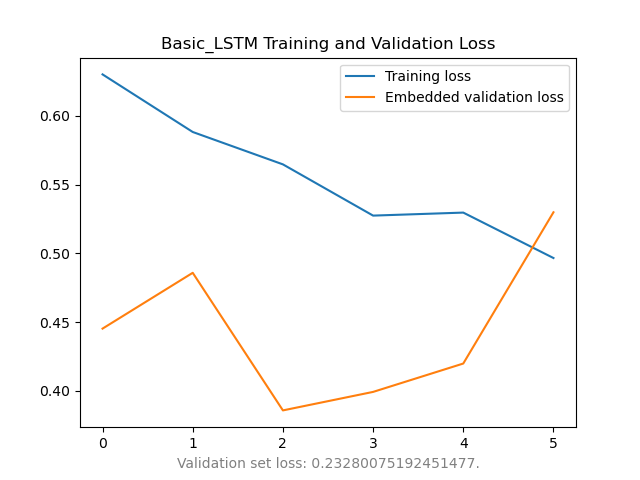 Basic_LSTM Training and Validation Loss
Training loss
Embedded validation loss
0.60
0.55
0.50
0.45
0.40
0 1 2 3 4 5
Validation set loss: 0.23280075192451477.